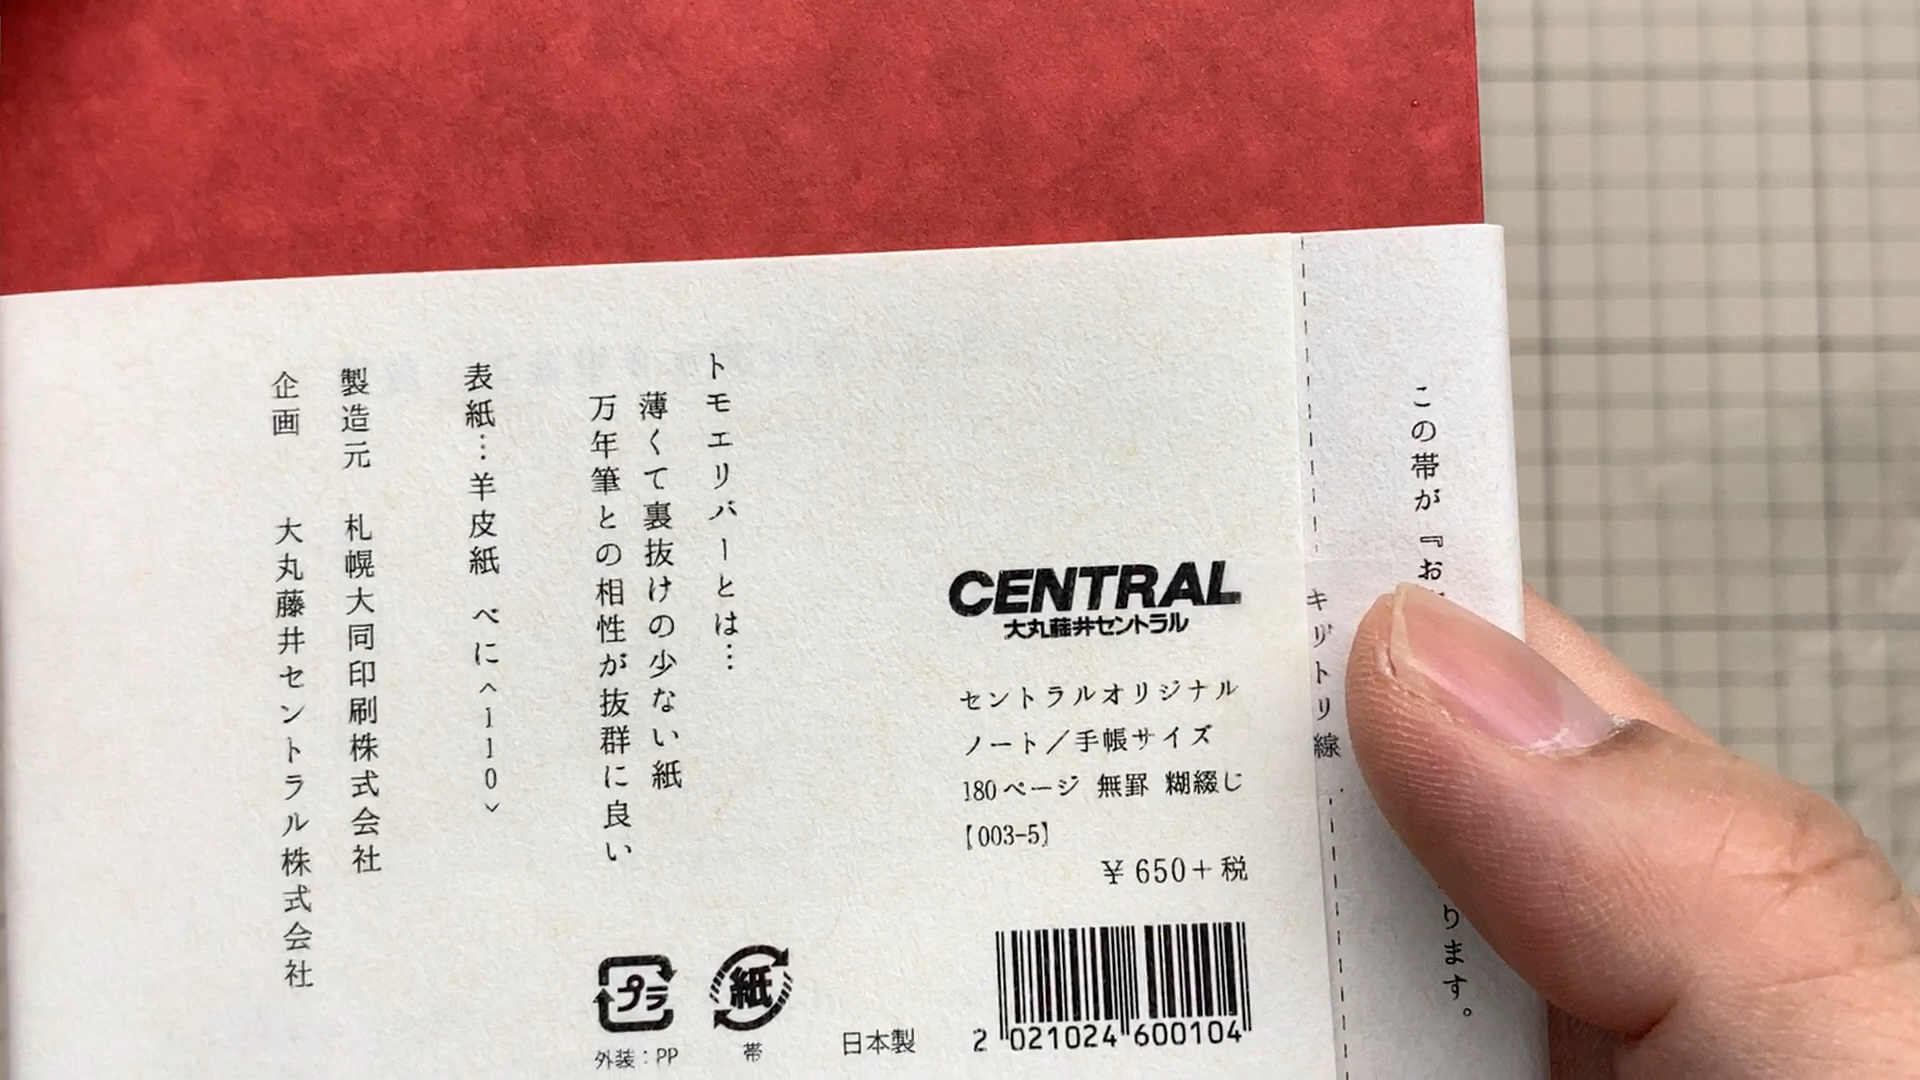 この帯が『お
ります。
キリトリ線
CENTRAL
大丸藤井セントラル
セントラルオリジナル
ノート／手帳サイズ
180ページ 無罫 糊綴じ
【003-5】
¥650＋税
2 021024 600104
日本製
トモエリバーとは…
薄くて裏抜けの少ない紙
万年筆との相性が抜群に良い
表紙…羊皮紙 べに〈110〉
製造元 札幌大同印刷株式会社
企画 大丸藤井セントラル株式会社
プラ
外装：PP
紙
帯